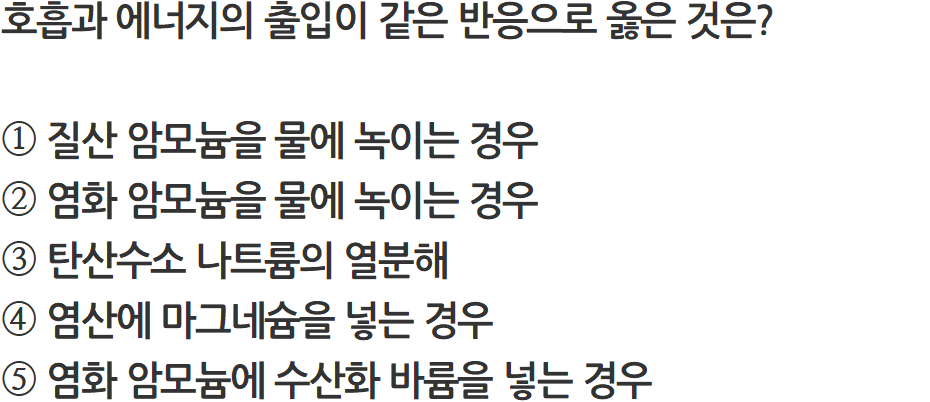 호흡과 에너지의 출입이 같은 반응으로 옳은 것은?
① 질산 암모늄을 물에 녹이는 경우
② 염화 암모늄을 물에 녹이는 경우
③ 탄산수소 나트륨의 열분해
④ 염산에 마그네슘을 넣는 경우
⑤ 염화 암모늄에 수산화 바륨을 넣는 경우